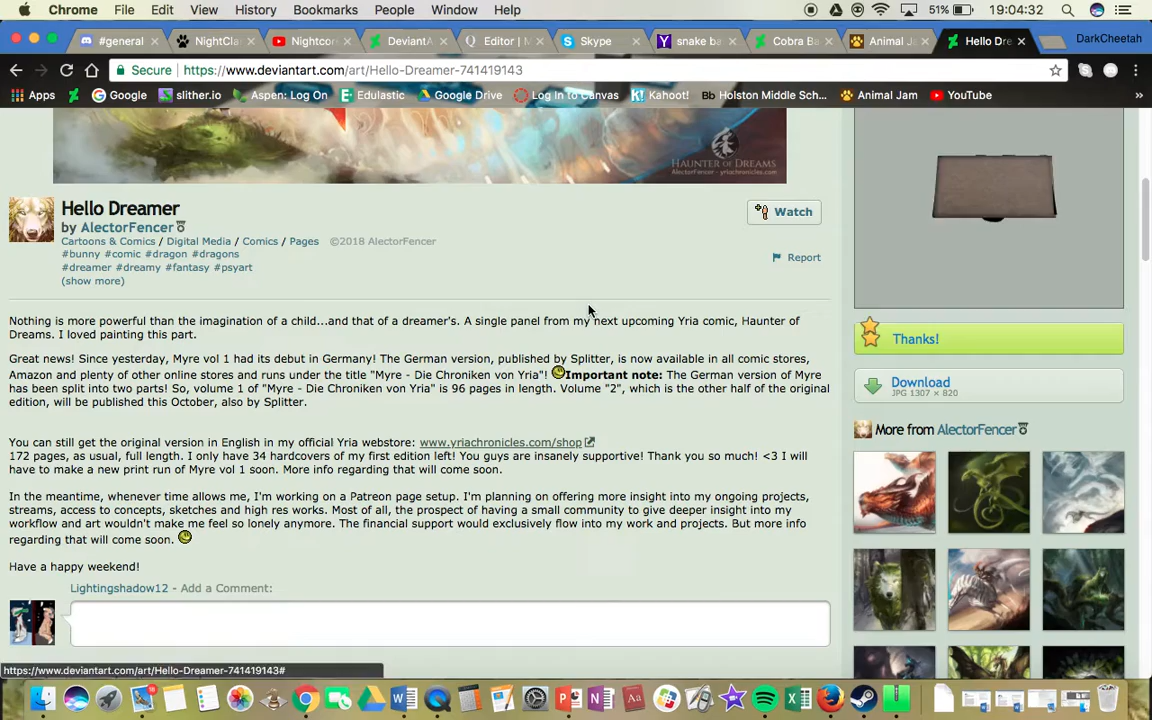 Chrome File Edit View History Bookmarks People Window Help 51% 19:04:32
#general NightCla Nightcor DeviantA Editor | M Skype snake ba Cobra Ba Animal Ja Hello Dre DarkCheetah
Secure https://www.deviantart.com/art/Hello-Dreamer-741419143
Apps Google slither.io Aspen: Log On Edulastic Google Drive Log In to Canvas Kahoot! Bb Holston Middle Sc... Animal Jam YouTube »
HAUNTER OF DREAMS
AlectorFencer - yriachronicles.com
Hello Dreamer
by AlectorFencer
Watch
Cartoons & Comics / Digital Media / Comics / Pages ©2018 AlectorFencer
#bunny #comic #dragon #dragons
#dreamer #dreamy #fantasy #psyart
(show more)
Report
Nothing is more powerful than the imagination of a child...and that of a dreamer's. A single panel from my next upcoming Yria comic, Haunter of
Dreams. I loved painting this part.
Great news! Since yesterday, Myre vol 1 had its debut in Germany! The German version, published by Splitter, is now available in all comic stores,
Amazon and plenty of other online stores and runs under the title "Myre - Die Chroniken von Yria"! Important note: The German version of Myre
has been split into two parts! So, volume 1 of "Myre - Die Chroniken von Yria" is 96 pages in length. Volume "2", which is the other half of the original
edition, will be published this October, also by Splitter.
You can still get the original version in English in my official Yria webstore: www.yriachronicles.com/shop
172 pages, as usual, full length. I only have 34 hardcovers of my first edition left! You guys are insanely supportive! Thank you so much! <3 I will
have to make a new print run of Myre vol 1 soon. More info regarding that will come soon.
In the meantime, whenever time allows me, I'm working on a Patreon page setup. I'm planning on offering more insight into my ongoing projects,
streams, access to concepts, sketches and high res works. Most of all, the prospect of having a small community to give deeper insight into my
workflow and art wouldn't make me feel so lonely anymore. The financial support would exclusively flow into my work and projects. But more info
regarding that will come soon.
Have a happy weekend!
Lightingshadow12 - Add a Comment:
Thanks!
Download
JPG 1307 × 820
More from AlectorFencer
https://www.deviantart.com/art/Hello-Dreamer-741419143#